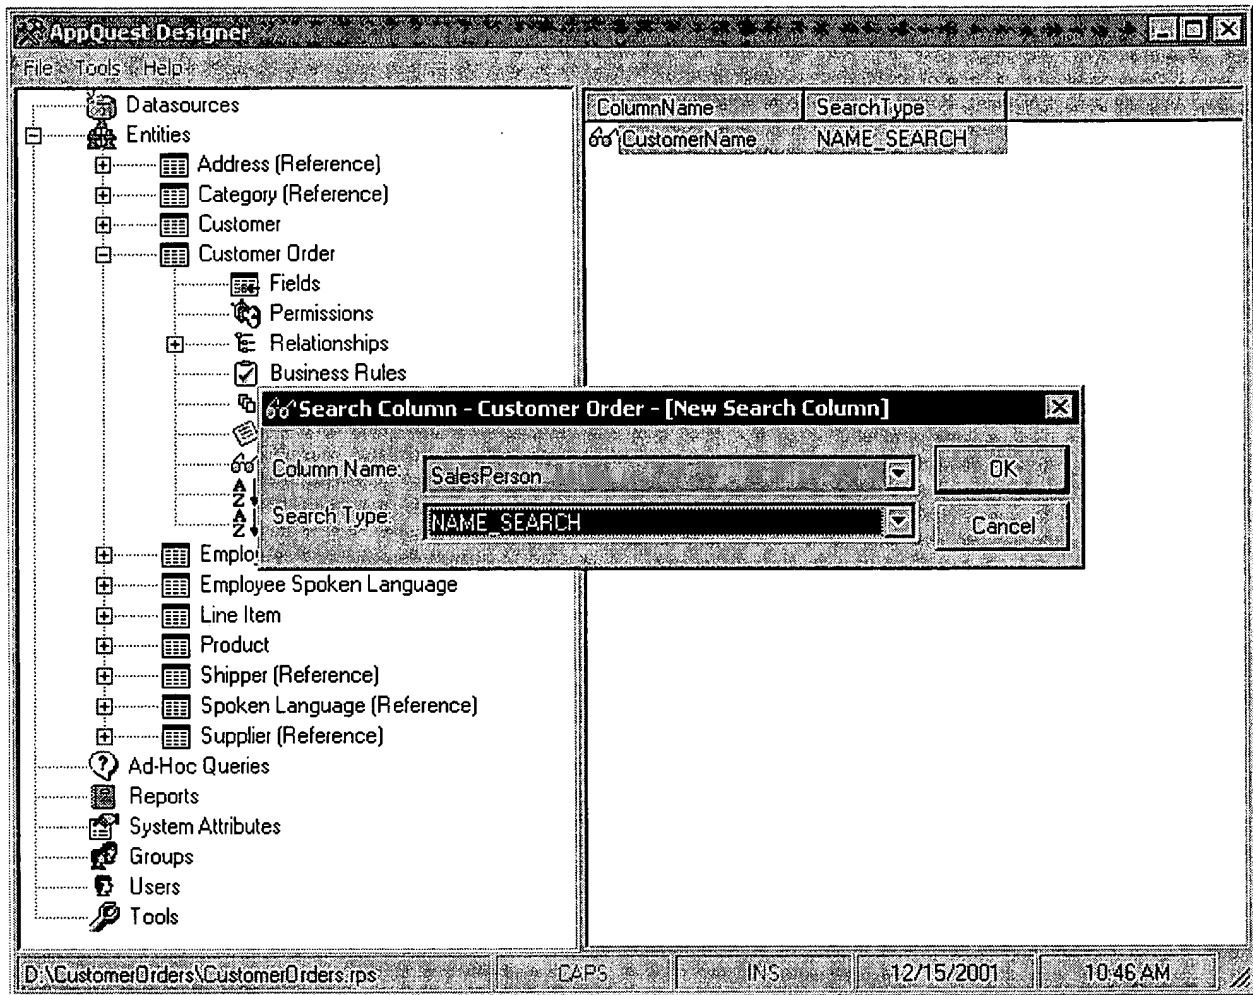 AppQuest Designer
File Tools Help
Datasources
Entities
Address (Reference)
Category (Reference)
Customer
Customer Order
Fields
Permissions
Relationships
Business Rules
Employee Spoken Language
Line Item
Product
Shipper (Reference)
Spoken Language (Reference)
Supplier (Reference)
Ad-Hoc Queries
Reports
System Attributes
Groups
Users
Tools
ColumnName SearchType
CustomerName NAME_SEARCH
Search Column - Customer Order - [New Search Column]
Column Name: SalesPerson OK
Search Type: NAME_SEARCH Cancel
D:\CustomerOrders\CustomerOrders.rps CAPS INS 12/15/2001 10:46 AM